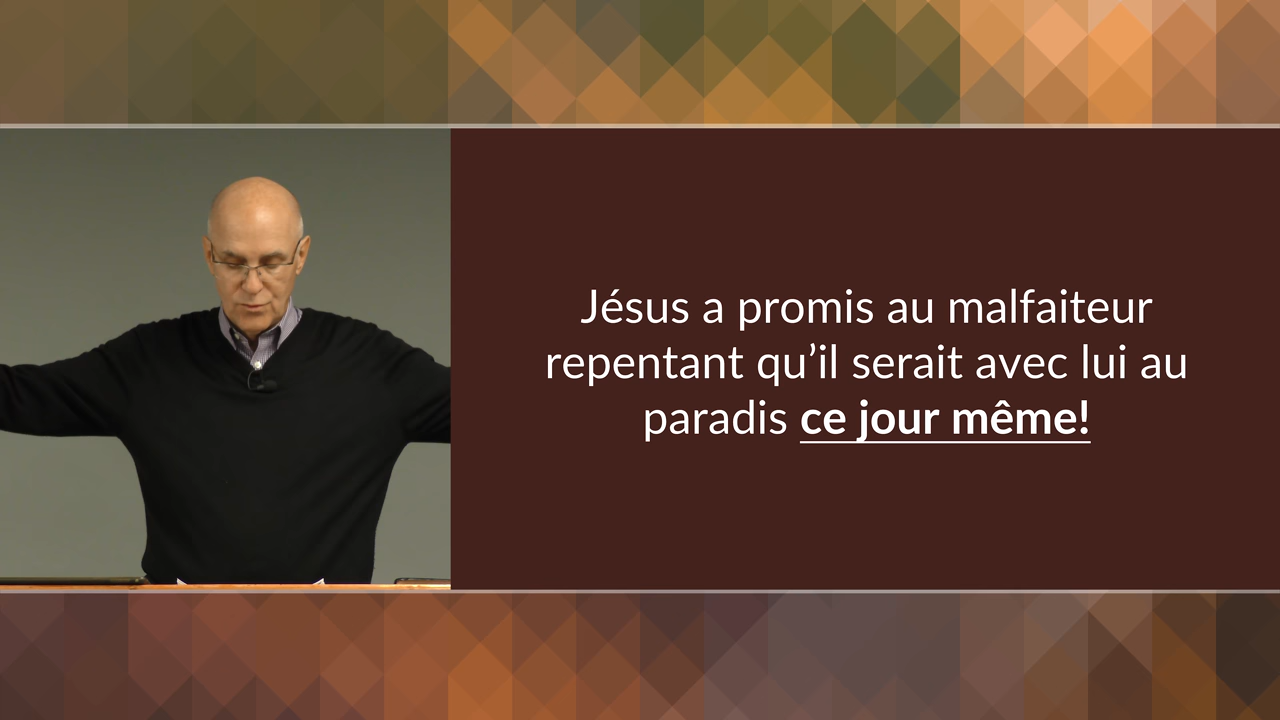 Jésus a promis au malfaiteur
repentant qu’il serait avec lui au
paradis ce jour même!